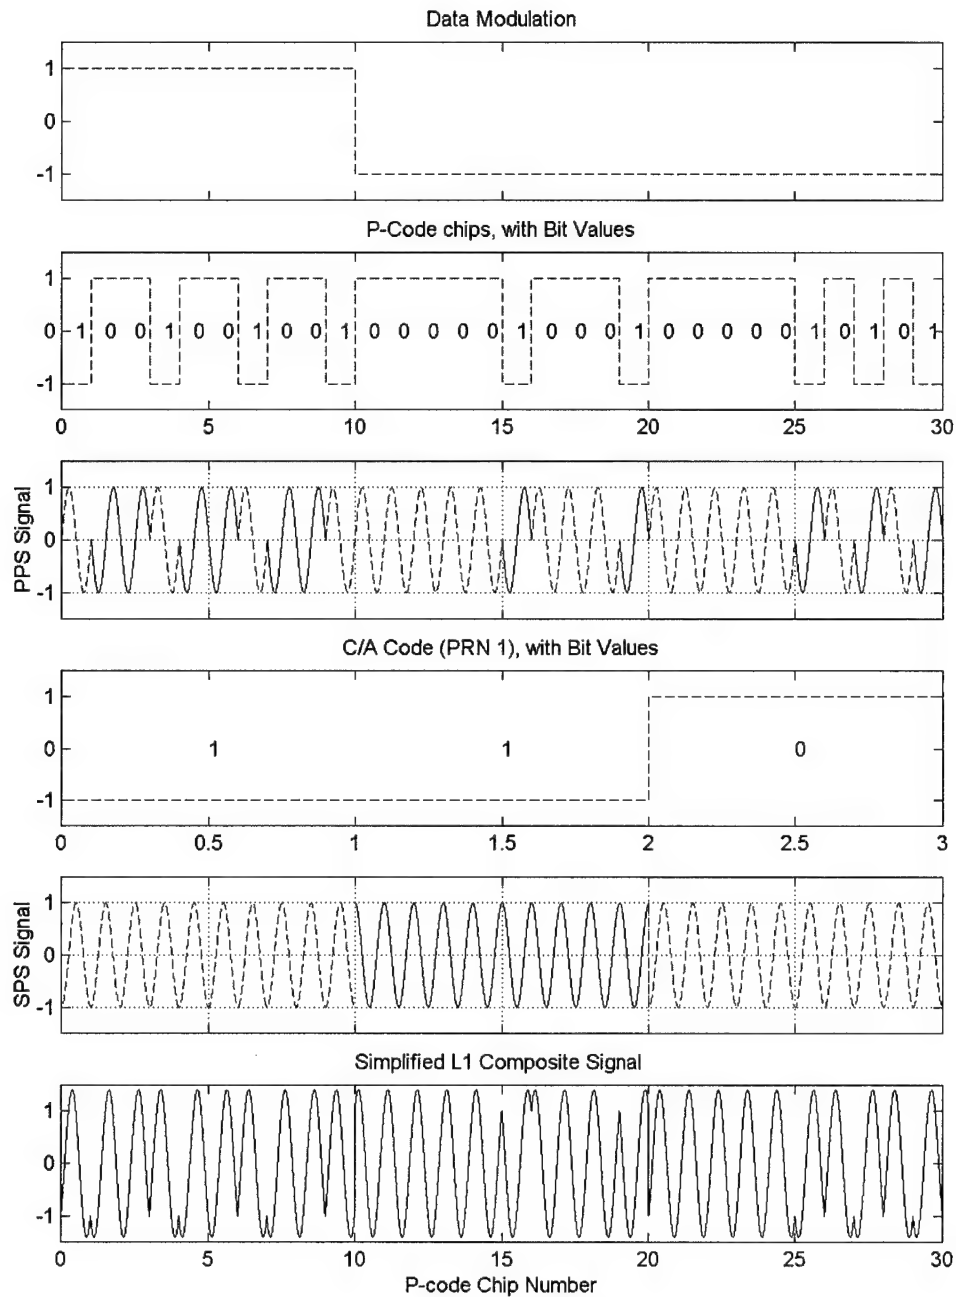 Data Modulation
1
0
-1
P-Code chips, with Bit Values
1
0 1 0 0 1 0 0 1 0 0 1 0 0 0 0 0 1 0 0 0 1 0 0 0 0 0 1 0 1 0 1
-1
0 5 10 15 20 25 30
PPS Signal
1
0
-1
C/A Code (PRN 1), with Bit Values
1
0 1 1 0
-1
0 0.5 1 1.5 2 2.5 3
SPS Signal
1
0
-1
Simplified L1 Composite Signal
1
0
-1
0 5 10 15 20 25 30
P-code Chip Number